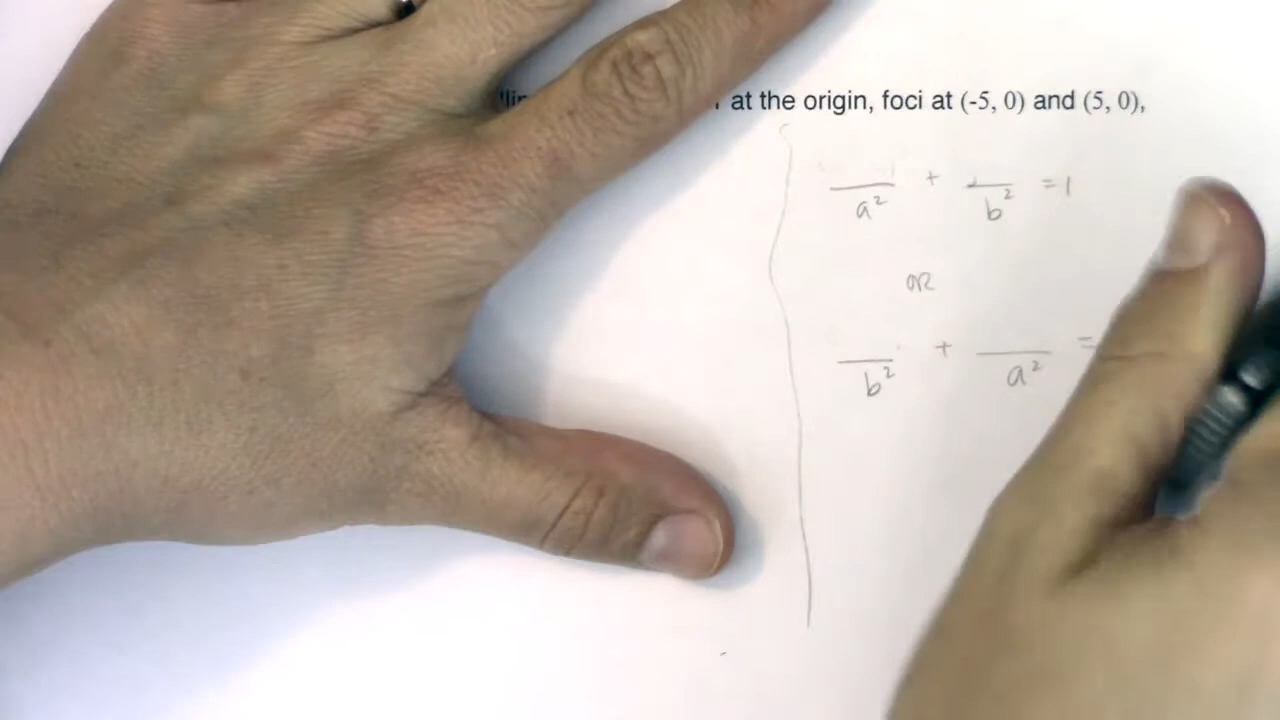 at the origin, foci at (-5, 0) and (5, 0),
— / a² + — / b² = 1
OR
— / b² + — / a² =